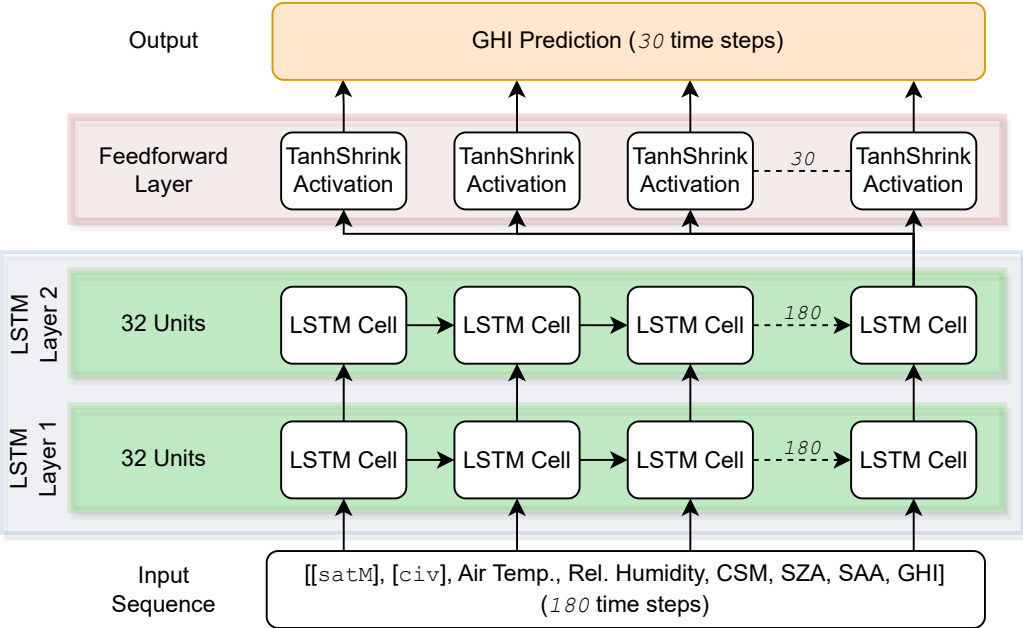 Output
GHI Prediction (30 time steps)
Feedforward
Layer
TanhShrink
Activation
TanhShrink
Activation
TanhShrink
Activation
30
TanhShrink
Activation
LSTM
Layer 2
32 Units
LSTM Cell
LSTM Cell
LSTM Cell
180
LSTM Cell
LSTM
Layer 1
32 Units
LSTM Cell
LSTM Cell
LSTM Cell
180
LSTM Cell
Input
Sequence
[[satM], [civ], Air Temp., Rel. Humidity, CSM, SZA, SAA, GHI]
(180 time steps)